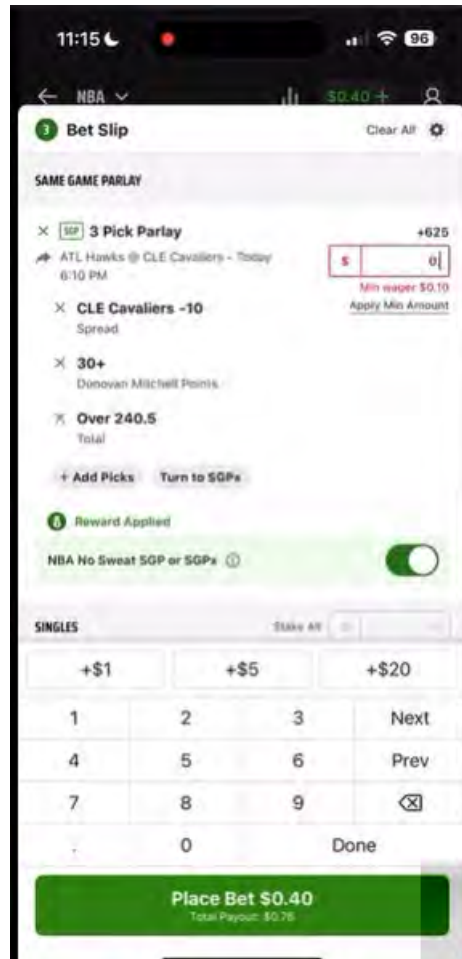 11:15
96
NBA
$0.40 +
3 Bet Slip
Clear All
SAME GAME PARLAY
SGP 3 Pick Parlay
+625
ATL Hawks @ CLE Cavaliers - Today
6:10 PM
$ 0
Min wager $0.10
Apply Min Amount
CLE Cavaliers -10
Spread
30+
Donovan Mitchell Points
Over 240.5
Total
+ Add Picks
Turn to SGPx
Reward Applied
NBA No Sweat SGP or SGPx
SINGLES
Stake All
+$1
+$5
+$20
1
2
3
Next
4
5
6
Prev
7
8
9
.
0
Done
Place Bet $0.40
Total Payout: $0.76